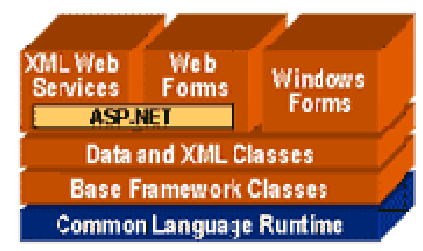 XML Web Services
Web Forms
Windows Forms
ASP.NET
Data and XML Classes
Base Framework Classes
Common Language Runtime